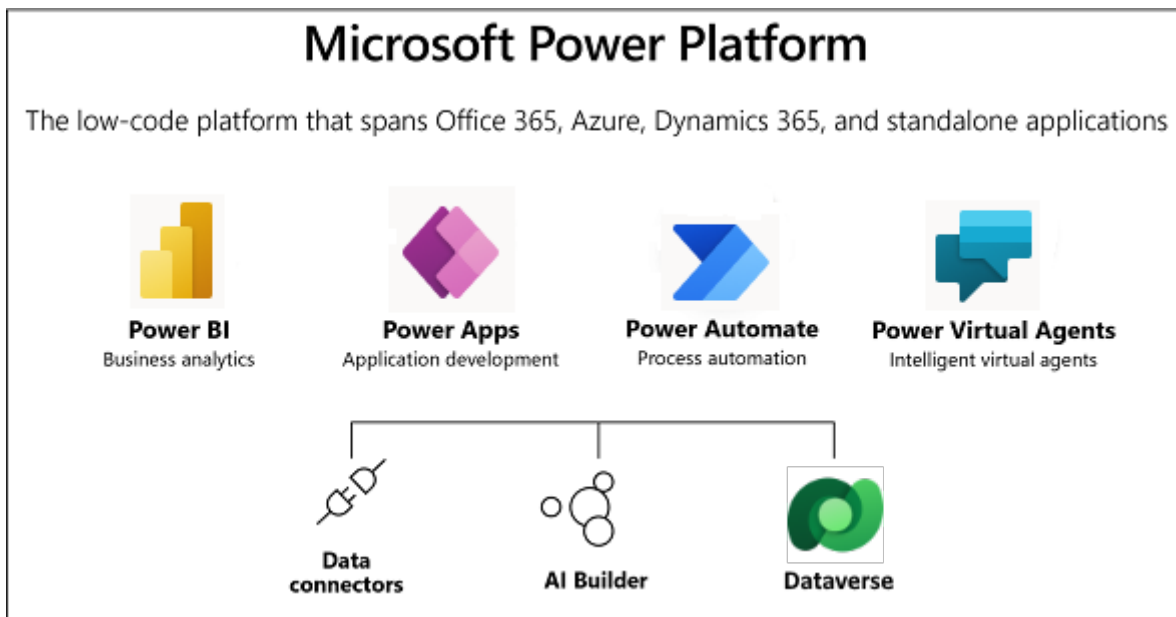 Microsoft Power Platform
The low-code platform that spans Office 365, Azure, Dynamics 365, and standalone applications
Power BI
Business analytics
Power Apps
Application development
Power Automate
Process automation
Power Virtual Agents
Intelligent virtual agents
Data
connectors
AI Builder
Dataverse